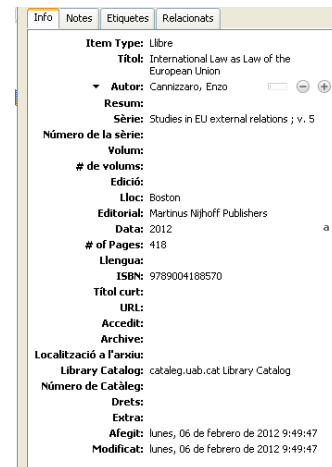 Info Notes Etiquetes Relacionats
Item Type: Llibre
Títol: International Law as Law of the
European Union
Autor: Cannizzaro, Enzo
Resum:
Sèrie: Studies in EU external relations ; v. 5
Número de la sèrie:
Volum:
# de volums:
Edició:
Lloc: Boston
Editorial: Martinus Nijhoff Publishers
Data: 2012 a
# of Pages: 418
Llengua:
ISBN: 9789004188570
Títol curt:
URL:
Accedit:
Archive:
Localització a l'arxiu:
Library Catalog: cataleg.uab.cat Library Catalog
Número de Catàleg:
Drets:
Extra:
Afegit: lunes, 06 de febrero de 2012 9:49:47
Modificat: lunes, 06 de febrero de 2012 9:49:47